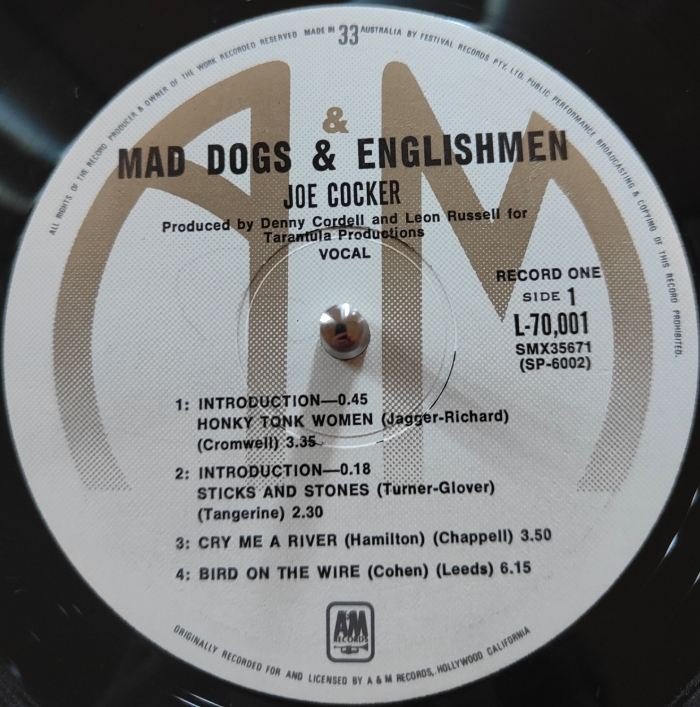 ALL RIGHTS OF THE RECORD PRODUCER & OWNER OF THE WORK RECORDED RESERVED MADE IN 33 AUSTRALIA BY FESTIVAL RECORDS PTY. LTD. PUBLIC PERFORMANCE BROADCASTING & COPYING OF THIS RECORD PROHIBITED.
&
MAD DOGS & ENGLISHMEN
JOE COCKER
Produced by Denny Cordell and Leon Russell for
Tarantula Productions
VOCAL
RECORD ONE
SIDE 1
L-70,001
SMX35671
(SP-6002)
1: INTRODUCTION—0.45
HONKY TONK WOMEN (Jagger-Richard)
(Cromwell) 3.35
2: INTRODUCTION—0.18
STICKS AND STONES (Turner-Glover)
(Tangerine) 2.30
3: CRY ME A RIVER (Hamilton) (Chappell) 3.50
4: BIRD ON THE WIRE (Cohen) (Leeds) 6.15
AM
RECORDS
ORIGINALLY RECORDED FOR AND LICENSED BY A & M RECORDS, HOLLYWOOD CALIFORNIA